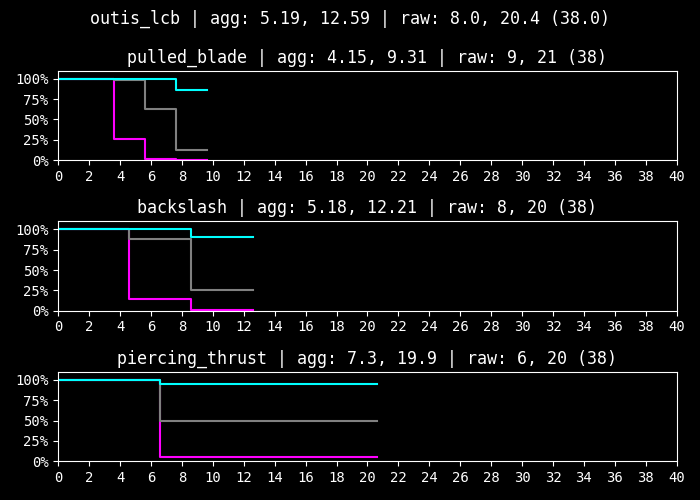 outis_lcb | agg: 5.19, 12.59 | raw: 8.0, 20.4 (38.0)
pulled_blade | agg: 4.15, 9.31 | raw: 9, 21 (38)
100%
75%
50%
25%
0%
0 2 4 6 8 10 12 14 16 18 20 22 24 26 28 30 32 34 36 38 40
backslash | agg: 5.18, 12.21 | raw: 8, 20 (38)
100%
75%
50%
25%
0%
0 2 4 6 8 10 12 14 16 18 20 22 24 26 28 30 32 34 36 38 40
piercing_thrust | agg: 7.3, 19.9 | raw: 6, 20 (38)
100%
75%
50%
25%
0%
0 2 4 6 8 10 12 14 16 18 20 22 24 26 28 30 32 34 36 38 40